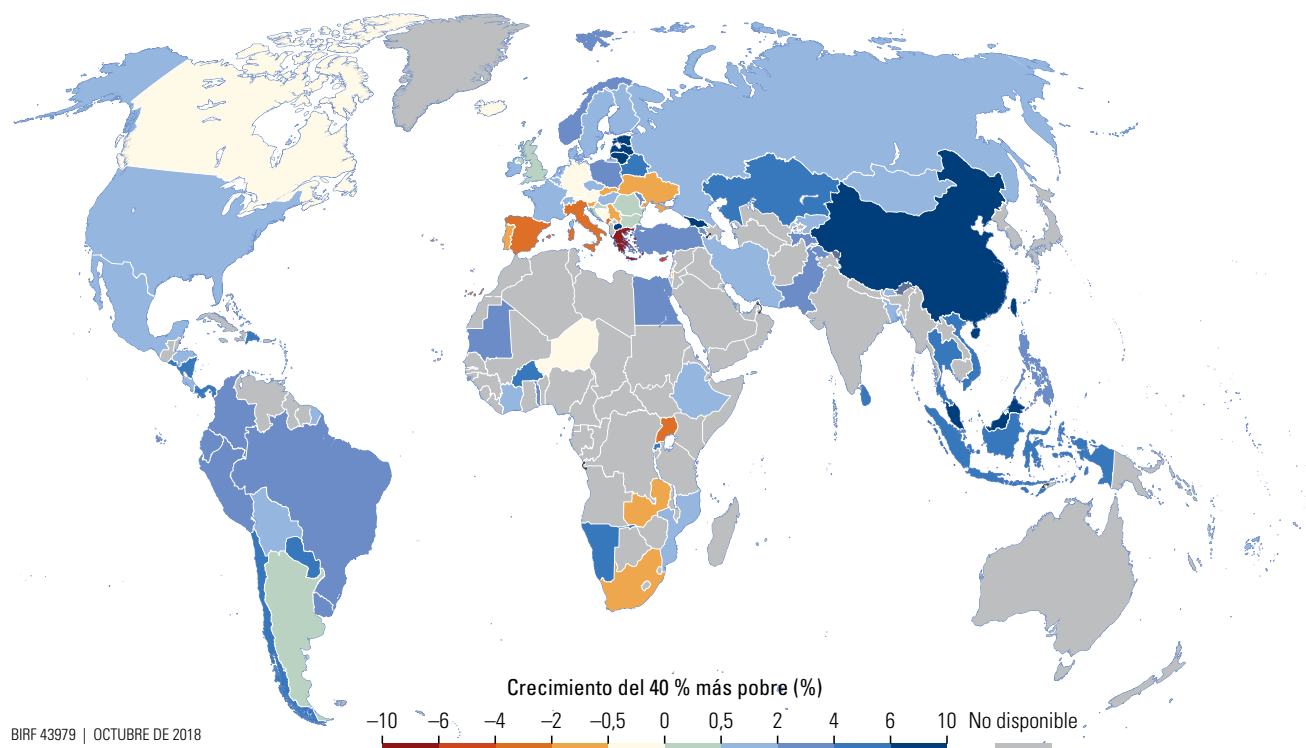 Crecimiento del 40 % más pobre (%)
–10 –6 –4 –2 –0,5 0 0,5 2 4 6 10 No disponible
BIRF 43979 | OCTUBRE DE 2018